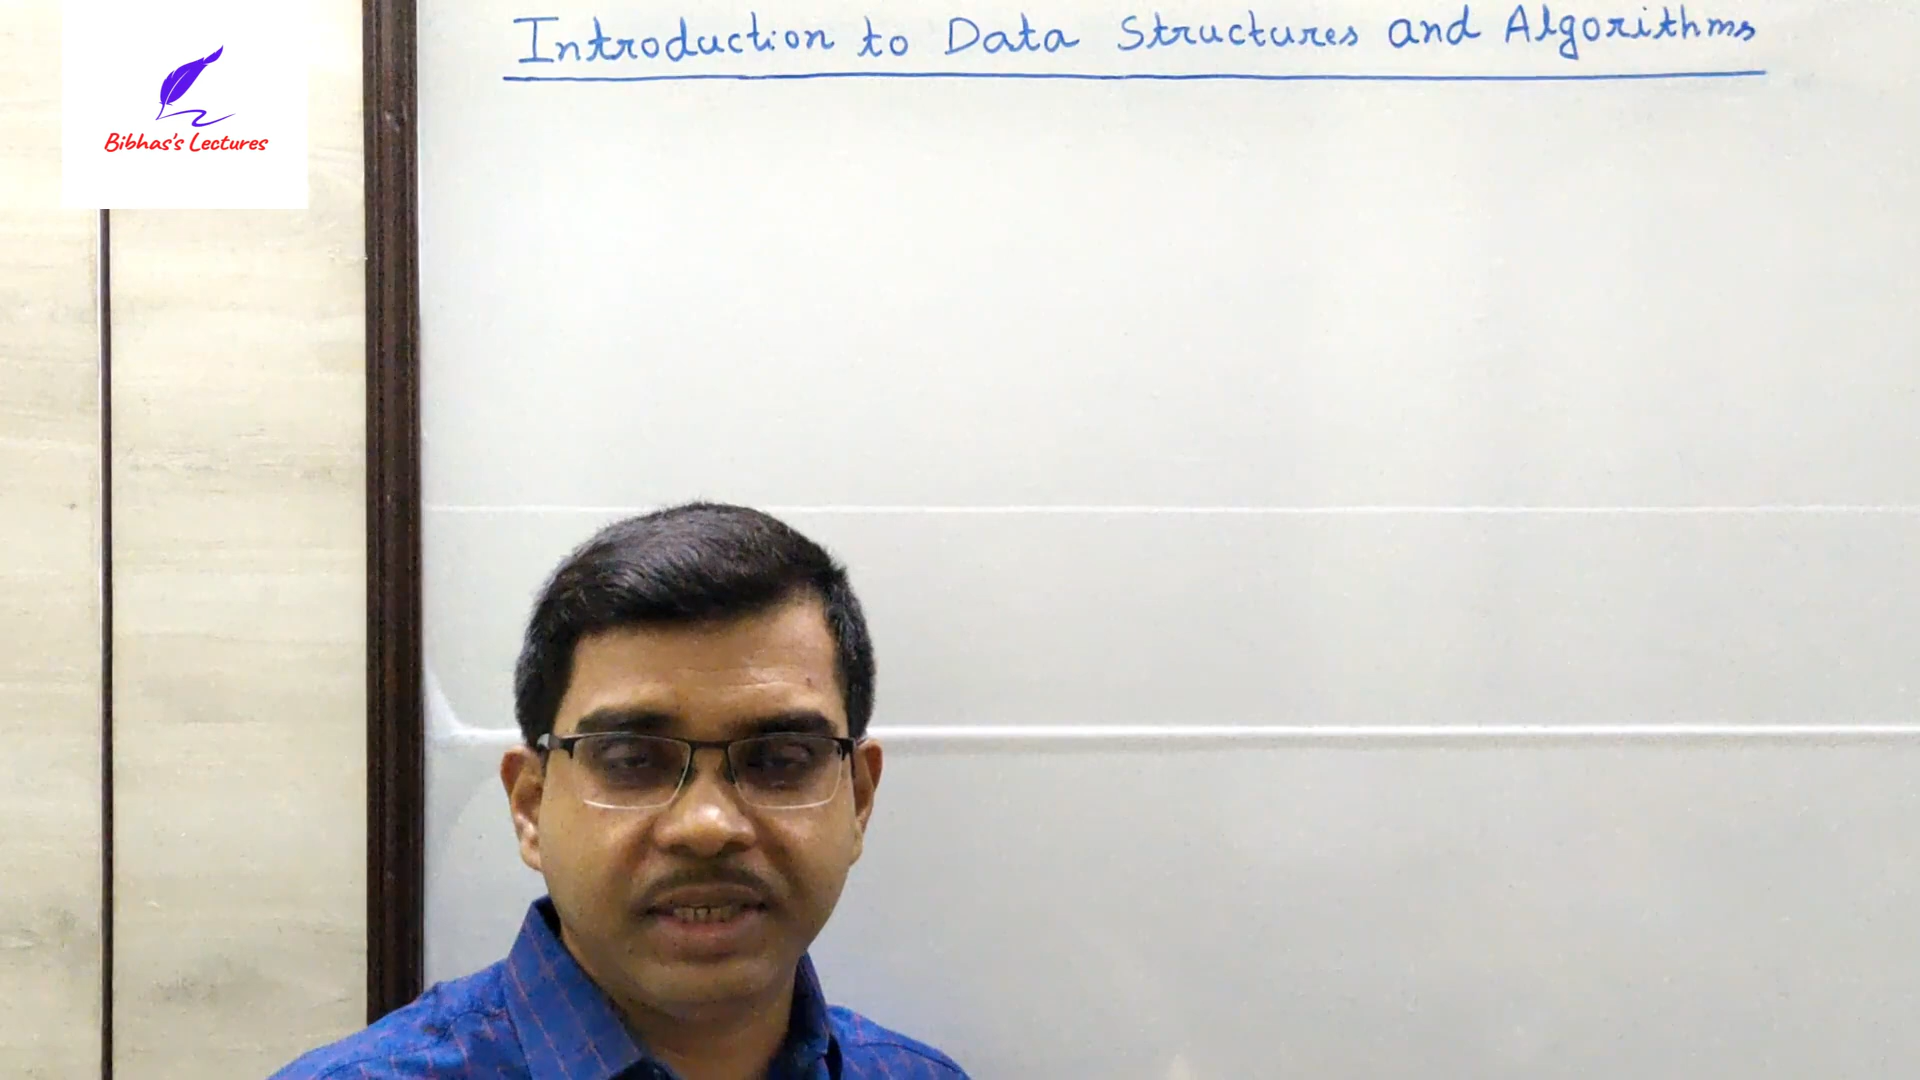 Introduction to Data Structures and Algorithms
Bibhas's Lectures